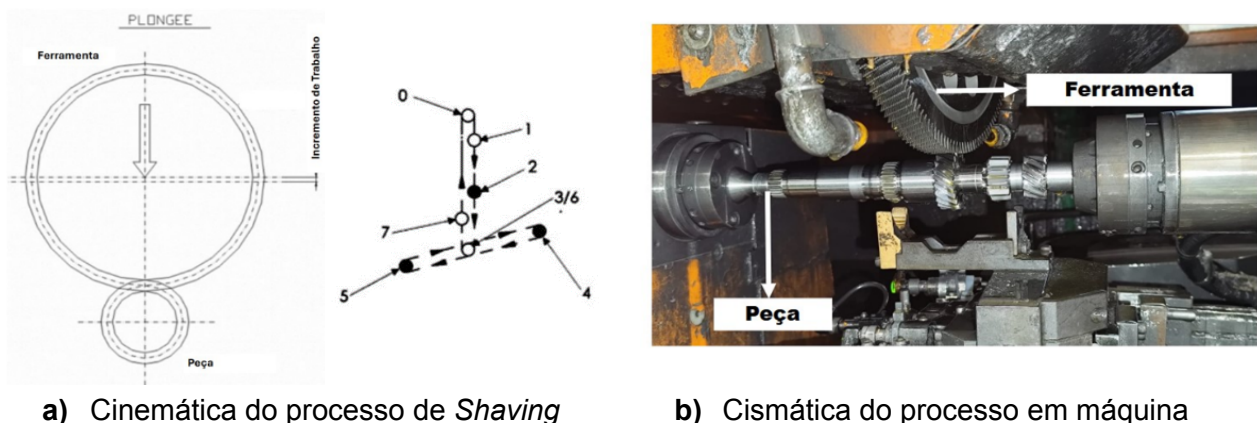 PLONGEE
Ferramenta
Incremento de Trabalho
Peça
0
1
2
3/6
7
5
4
Ferramenta
Peça
a) Cinemática do processo de Shaving
b) Cismática do processo em máquina